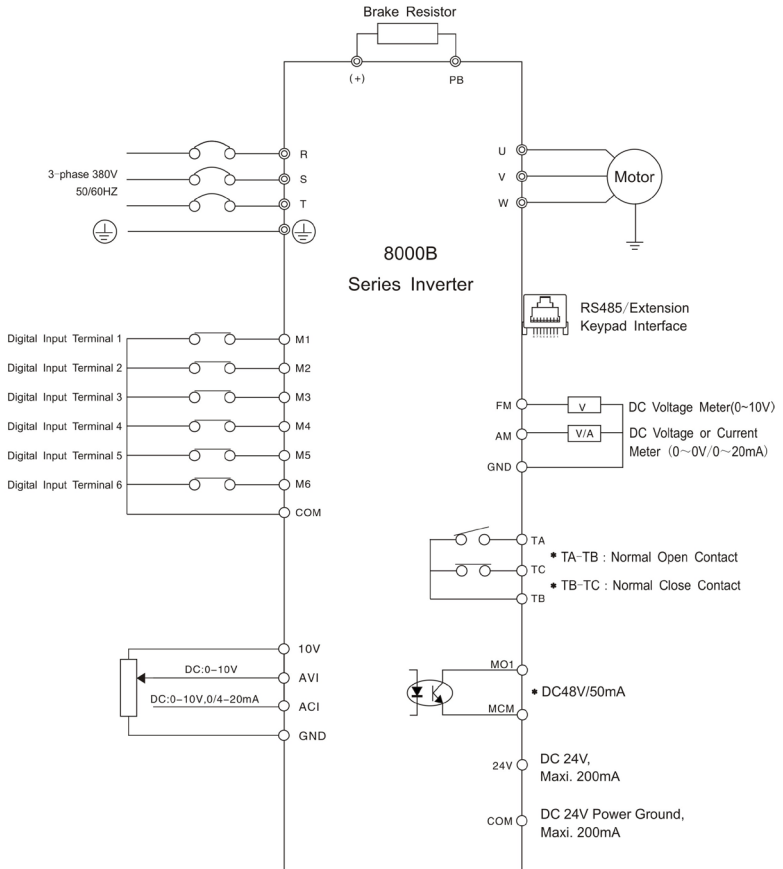 Brake Resistor
(+)
PB
R
3-phase 380V
S
50/60HZ
T
U
V
W
Motor
8000B
Series Inverter
RS485/Extension
Keypad Interface
Digital Input Terminal 1
M1
Digital Input Terminal 2
M2
Digital Input Terminal 3
M3
Digital Input Terminal 4
M4
Digital Input Terminal 5
M5
Digital Input Terminal 6
M6
COM
FM
V
DC Voltage Meter(0~10V)
AM
V/A
DC Voltage or Current
Meter (0～0V/0～20mA)
GND
TA
* TA-TB : Normal Open Contact
TC
* TB-TC : Normal Close Contact
TB
10V
DC:0-10V
AVI
DC:0-10V,0/4-20mA
ACI
GND
MO1
* DC48V/50mA
MCM
24V
DC 24V,
Maxi. 200mA
COM
DC 24V Power Ground,
Maxi. 200mA